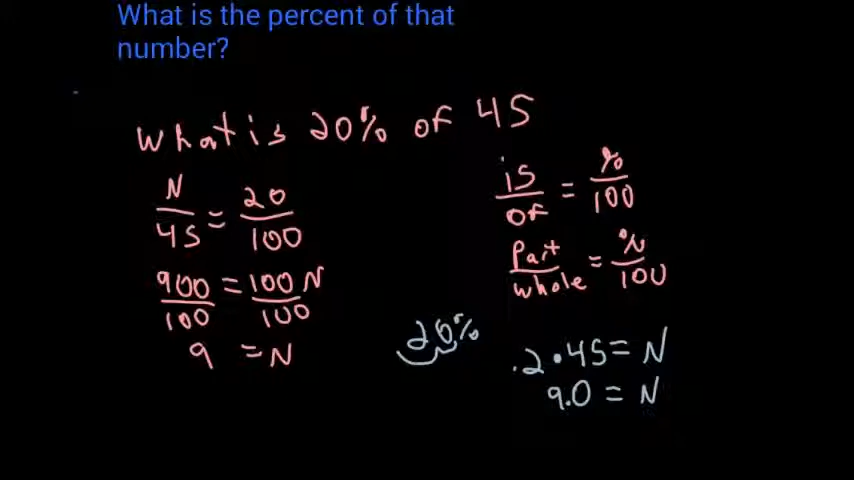 What is the percent of that
number?
What is 20% of 45
N/45 = 20/100
900/100 = 100N/100
9 = N
is/of = %/100
Part/whole = %/100
20%
.2 • 45 = N
9.0 = N